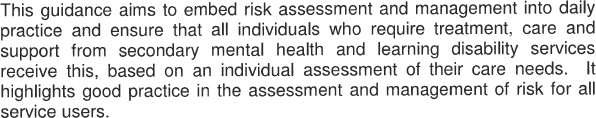 This guidance aims to embed risk assessment and management into daily
practice and ensure that all individuals who require treatment, care and
support from secondary mental health and learning disability services
receive this, based on an individual assessment of their care needs. It
highlights good practice in the assessment and management of risk for all
service users.